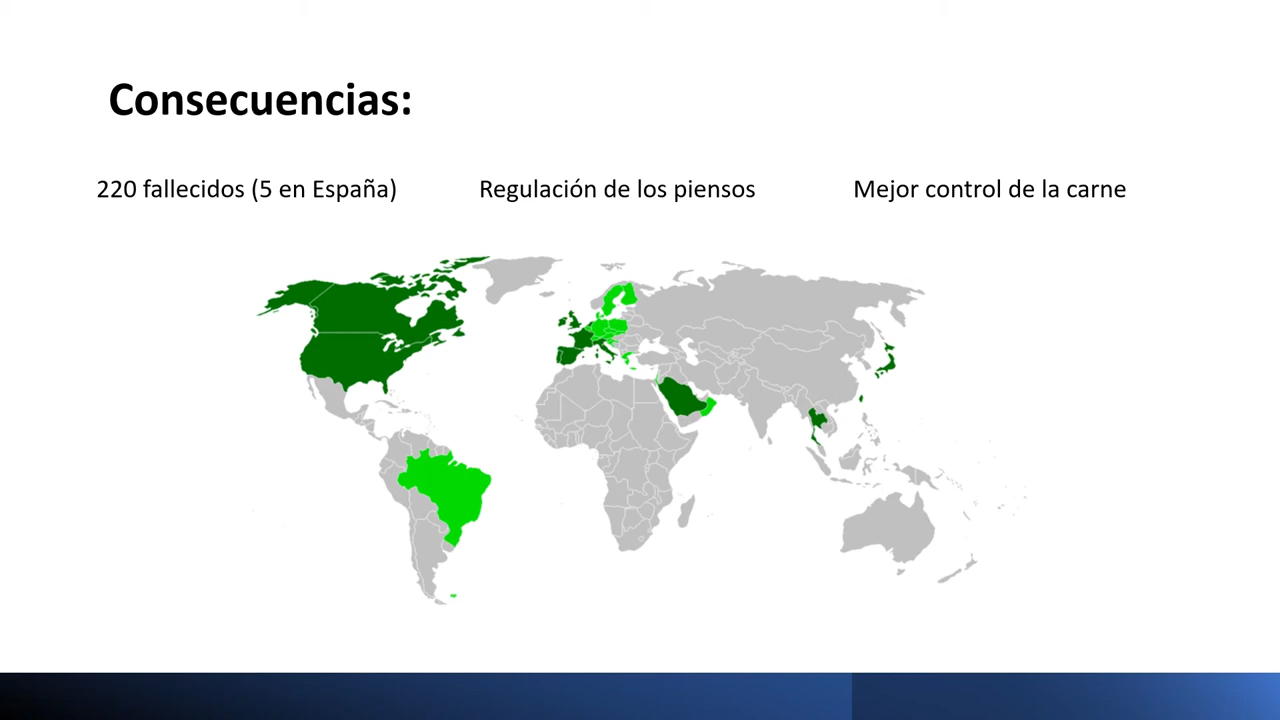 Consecuencias:
220 fallecidos (5 en España)
Regulación de los piensos
Mejor control de la carne